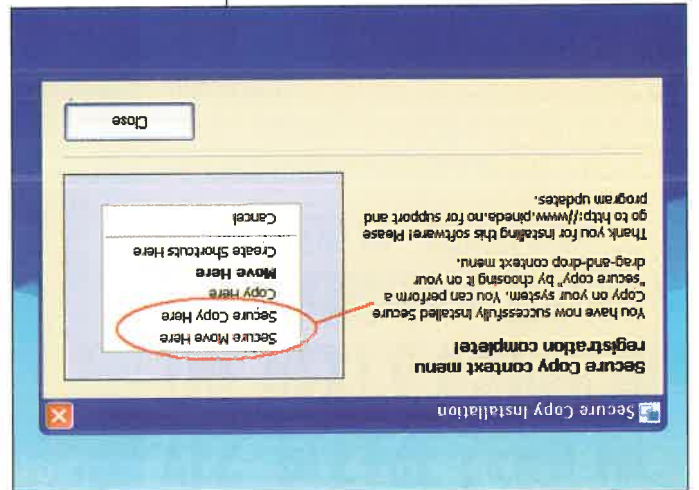 Secure Copy Installation
Secure Copy context menu
registration complete!
You have now successfully installed Secure
Copy on your system. You can perform a
"secure copy" by choosing it on your
drag-and-drop context menu.
Thank you for installing this software! Please
go to http://www.pineda.no for support and
program updates.
Secure Move Here
Secure Copy Here
Copy Here
Move Here
Create Shortcuts Here
Cancel
Close